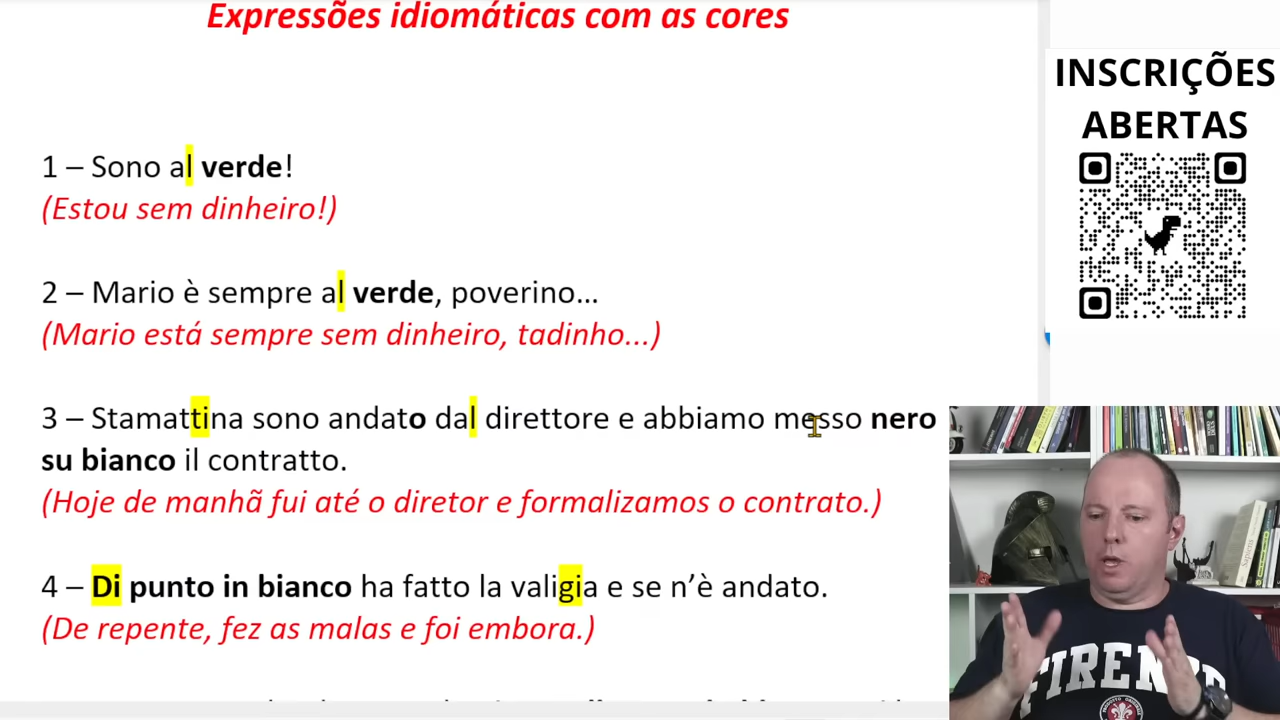 Expressões idiomáticas com as cores
INSCRIÇÕES
ABERTAS
1 – Sono al verde!
(Estou sem dinheiro!)
2 – Mario è sempre al verde, poverino...
(Mario está sempre sem dinheiro, tadinho...)
3 – Stamattina sono andato dal direttore e abbiamo messo nero
su bianco il contratto.
(Hoje de manhã fui até o diretor e formalizamos o contrato.)
4 – Di punto in bianco ha fatto la valigia e se n’è andato.
(De repente, fez as malas e foi embora.)